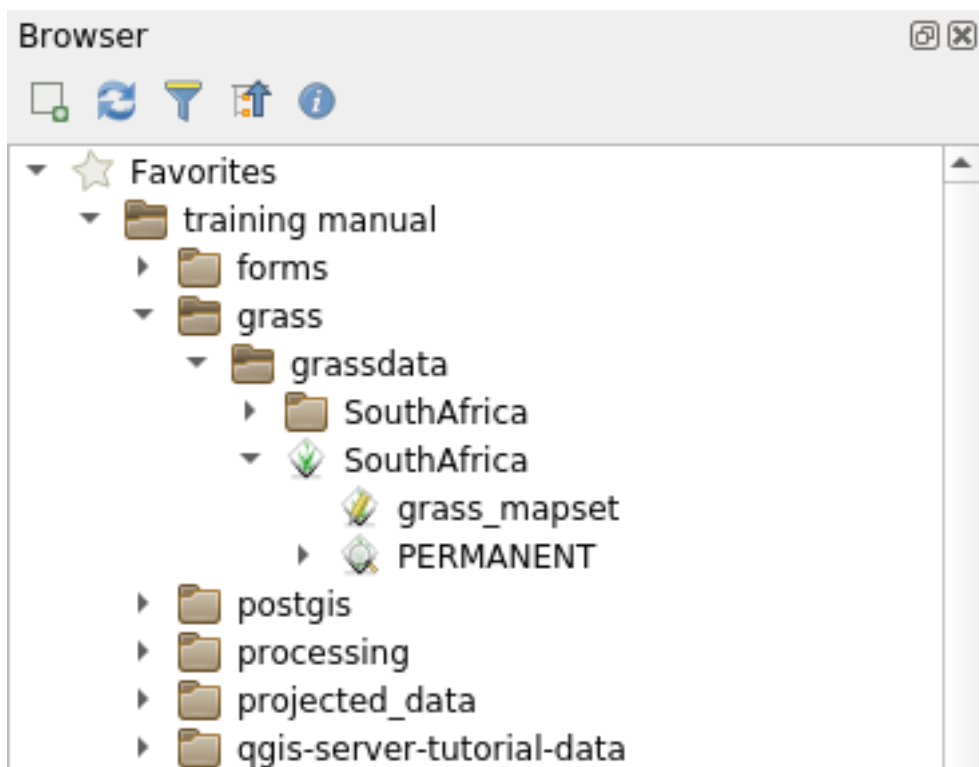 Browser
Favorites
training manual
forms
grass
grassdata
SouthAfrica
SouthAfrica
grass_mapset
PERMANENT
postgis
processing
projected_data
qgis-server-tutorial-data